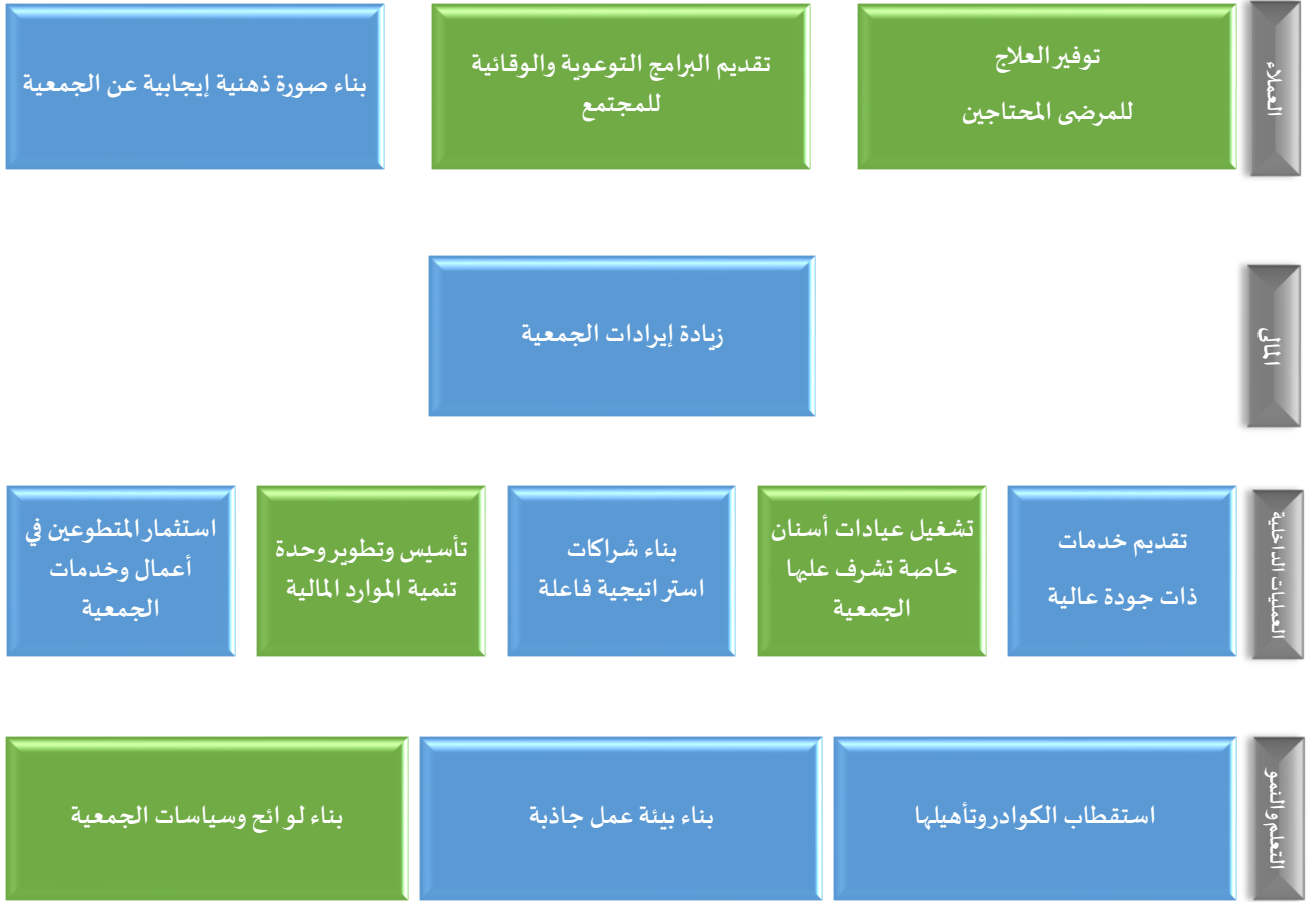 العملاء
توفير العلاج
للمرضى المحتاجين
تقديم البرامج التوعوية والوقائية
للمجتمع
بناء صورة ذهنية إيجابية عن الجمعية
المالي
زيادة إيرادات الجمعية
العمليات الداخلية
تقديم خدمات
ذات جودة عالية
تشغيل عيادات أسنان
خاصة تشرف عليها
الجمعية
بناء شراكات
استراتيجية فاعلة
تأسيس وتطوير وحدة
تنمية الموارد المالية
استثمار المتطوعين في
أعمال وخدمات
الجمعية
التعلم والنمو
استقطاب الكوادر وتأهيلها
بناء بيئة عمل جاذبة
بناء لوائح وسياسات الجمعية